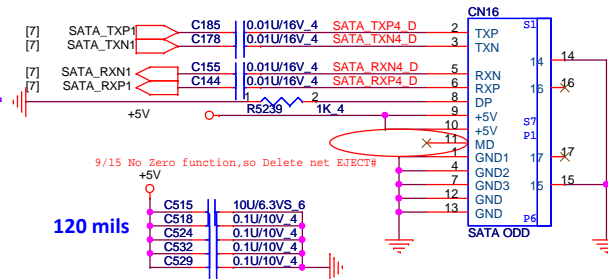 CN16
[7] SATA_TXP1 C185 0.01U/16V_4 SATA_TXP4_D 2 TXP S1
[7] SATA_TXN1 C178 0.01U/16V_4 SATA_TXN4_D 3 TXN
14 14
[7] SATA_RXN1 C155 0.01U/16V_4 SATA_RXN4_D 5 RXN
[7] SATA_RXP1 C144 0.01U/16V_4 SATA_RXP4_D 6 RXP 16 16
1 2 8 DP
+5V R5239 1K_4 9 +5V S7
10 +5V P1
11 MD
9/15 No Zero function,so Delete net EJECT# 1 GND1 17 17
+5V 4 GND2
7 GND3 15 15
12 GND
13 GND P6
SATA ODD
120 mils
C515 10U/6.3VS_6
C518 0.1U/10V_4
C524 0.1U/10V_4
C532 0.1U/10V_4
C529 0.1U/10V_4